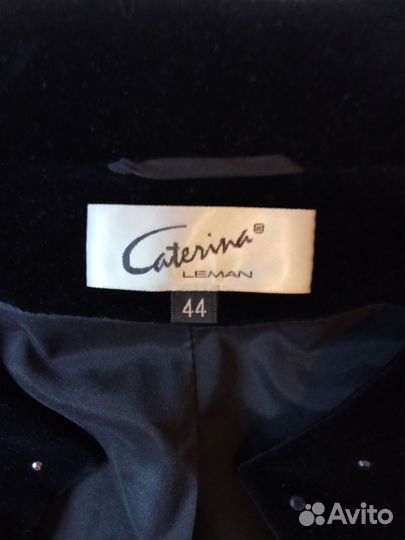 Caterina
LEMAN
44
Avito